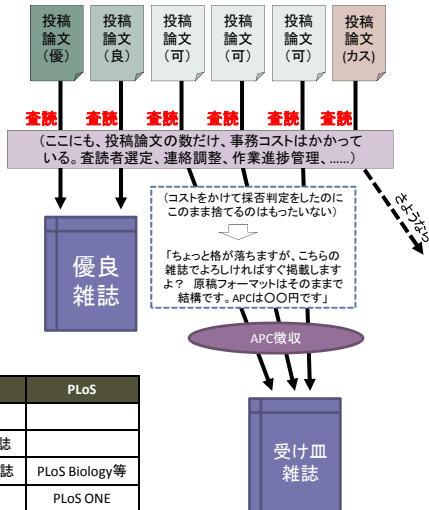 投稿
論文
（優）
投稿
論文
（良）
投稿
論文
（可）
投稿
論文
（可）
投稿
論文
（可）
投稿
論文
(カス)
査読
査読
査読
査読
査読
査読
（ここにも、投稿論文の数だけ、事務コストはかかって
いる。査読者選定、連絡調整、作業進捗管理、……）
さようなら
（コストをかけて採否判定をしたのに
このまま捨てるのはもったいない）
「ちょっと格が落ちますが、こちらの
雑誌でよろしければすぐ掲載します
よ？ 原稿フォーマットはそのままで
結構です。APCは〇〇円です」
優良
雑誌
APC徴収
受け皿
雑誌
PLoS
誌
誌
PLoS Biology等
PLoS ONE